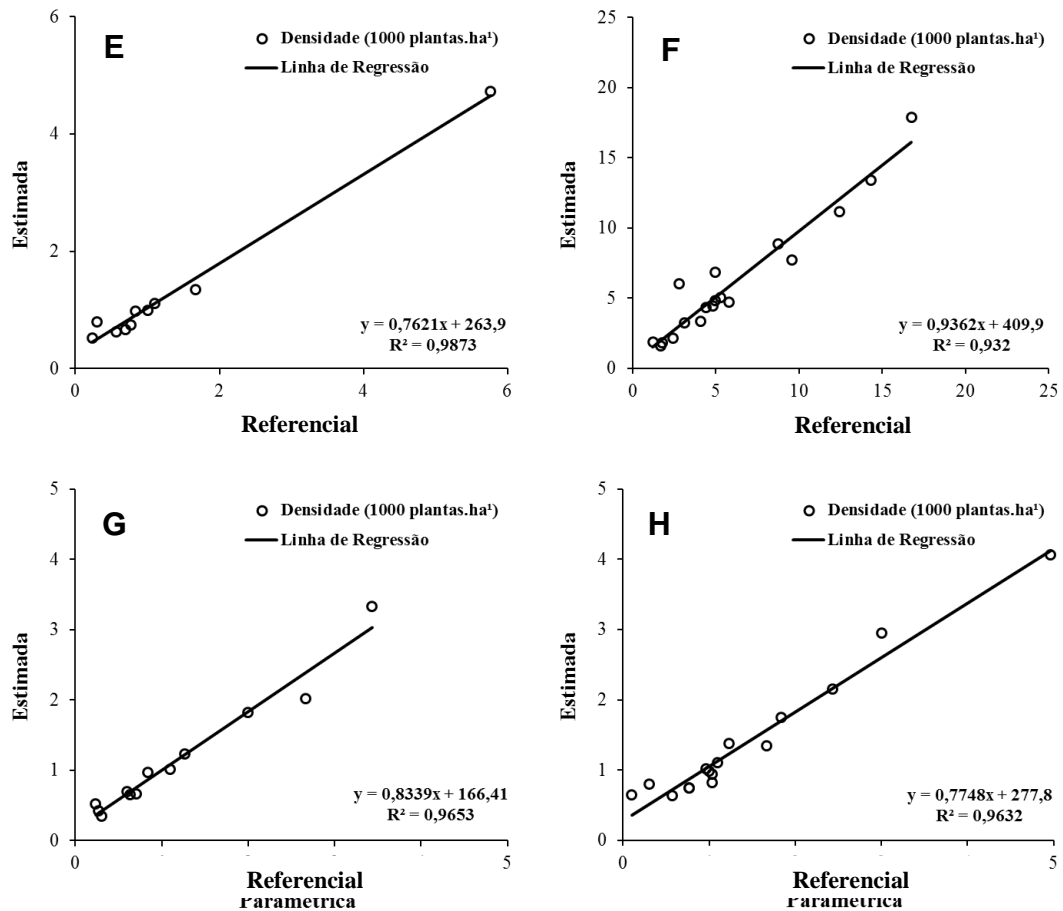 E
Densidade (1000 plantas.ha¹)
Linha de Regressão
6
4
2
0
Estimada
y = 0,7621x + 263,9
R² = 0,9873
0 2 4 6
Referencial
F
Densidade (1000 plantas.ha¹)
Linha de Regressão
25
20
15
10
5
0
Estimada
y = 0,9362x + 409,9
R² = 0,932
0 5 10 15 20 25
Referencial
G
Densidade (1000 plantas.ha¹)
Linha de Regressão
5
4
3
2
1
0
Estimada
y = 0,8339x + 166,41
R² = 0,9653
0 5
Referencial
Paramétrica
H
Densidade (1000 plantas.ha¹)
Linha de Regressão
5
4
3
2
1
0
Estimada
y = 0,7748x + 277,8
R² = 0,9632
0 5
Referencial
Paramétrica